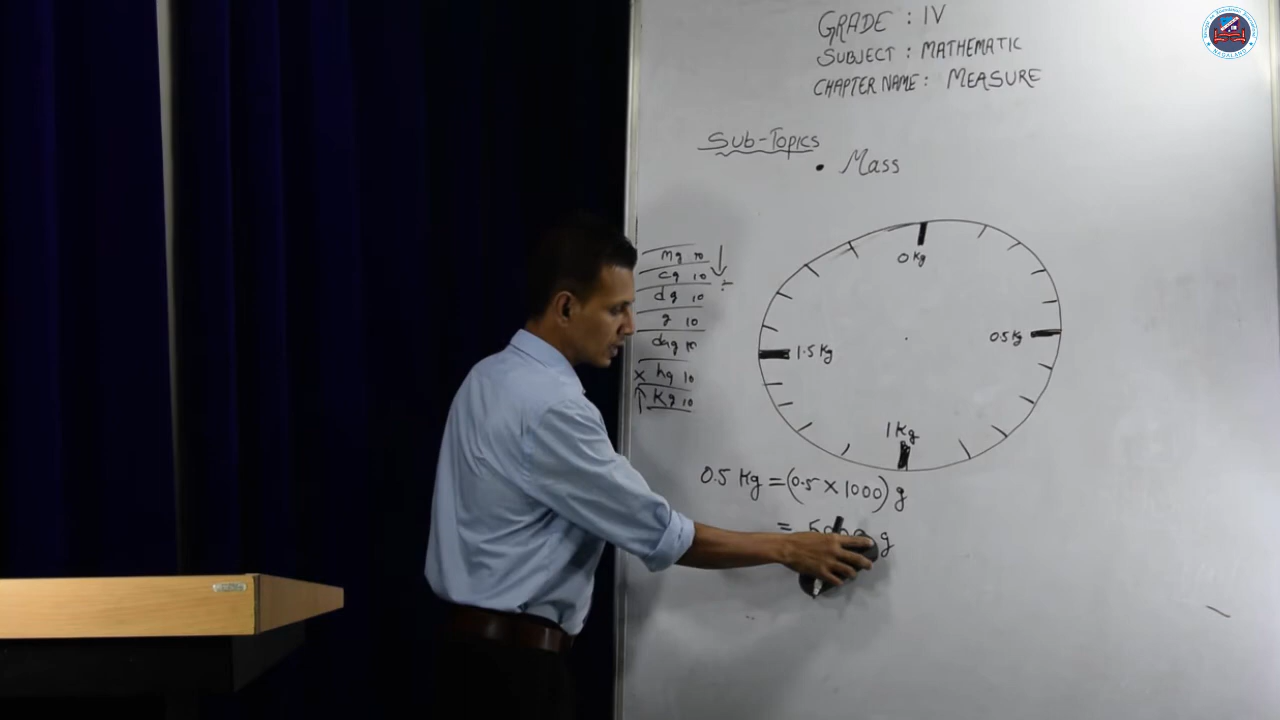 GRADE : IV
SUBJECT : MATHEMATIC
CHAPTER NAME : MEASURE
SUB-TOPICS
• Mass
mg 10
cg 10
÷
dg 10
g 10
dag 10
x hg 10
Kg 10
0 Kg
0.5 Kg
1.5 Kg
1 Kg
0.5 Kg = (0.5 × 1000) g
= g
NAGALAND